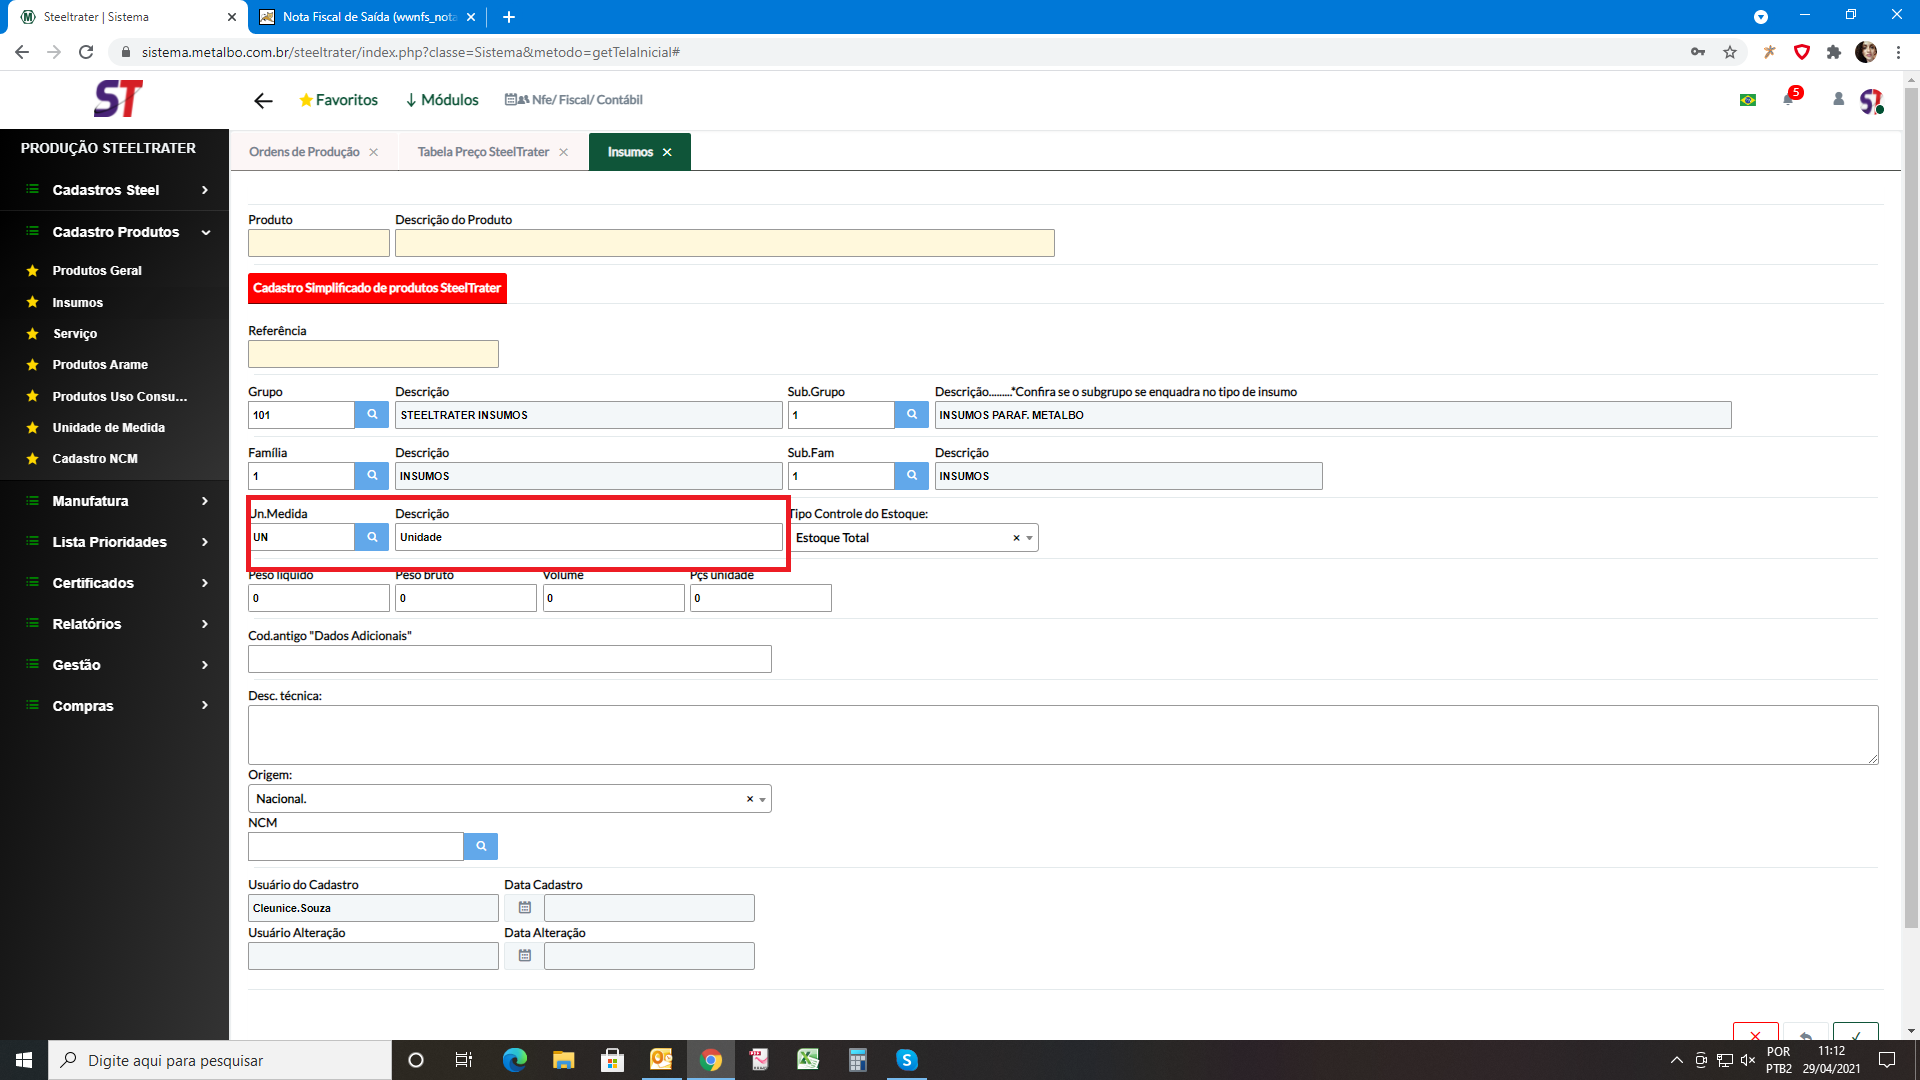 Steeltrater | Sistema
Nota Fiscal de Saída (wwnfs_nota
sistema.metalbo.com.br/steeltrater/index.php?classe=Sistema&metodo=getTelaInicial#
ST
Favoritos
Módulos
Nfe/ Fiscal/ Contábil
5
PRODUÇÃO STEELTRATER
Cadastros Steel
Cadastro Produtos
Produtos Geral
Insumos
Serviço
Produtos Arame
Produtos Uso Consu...
Unidade de Medida
Cadastro NCM
Manufatura
Lista Prioridades
Certificados
Relatórios
Gestão
Compras
Ordens de Produção
Tabela Preço SteelTrater
Insumos
Produto Descrição do Produto
Cadastro Simplificado de produtos SteelTrater
Referência
Grupo Descrição Sub.Grupo Descrição.........*Confira se o subgrupo se enquadra no tipo de insumo
101 STEELTRATER INSUMOS 1 INSUMOS PARAF. METALBO
Família Descrição Sub.Fam Descrição
1 INSUMOS 1 INSUMOS
Un.Medida Descrição Tipo Controle do Estoque:
UN Unidade Estoque Total
Peso líquido Peso bruto Volume Pçs unidade
0 0 0 0
Cod.antigo "Dados Adicionais"
Desc. técnica:
Origem:
Nacional.
NCM
Usuário do Cadastro Data Cadastro
Cleunice.Souza
Usuário Alteração Data Alteração
Digite aqui para pesquisar
POR
PTB2
11:12
29/04/2021